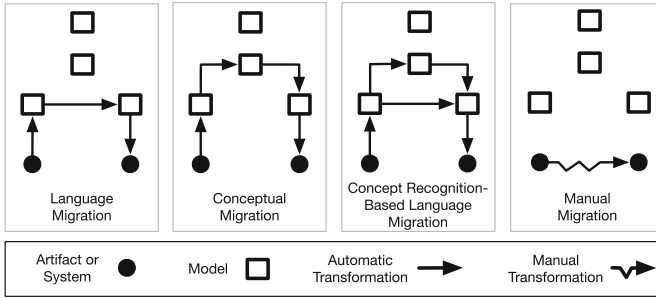 Language
Migration
Conceptual
Migration
Concept Recognition-
Based Language
Migration
Manual
Migration
Artifact or
System
Model
Automatic
Transformation
Manual
Transformation